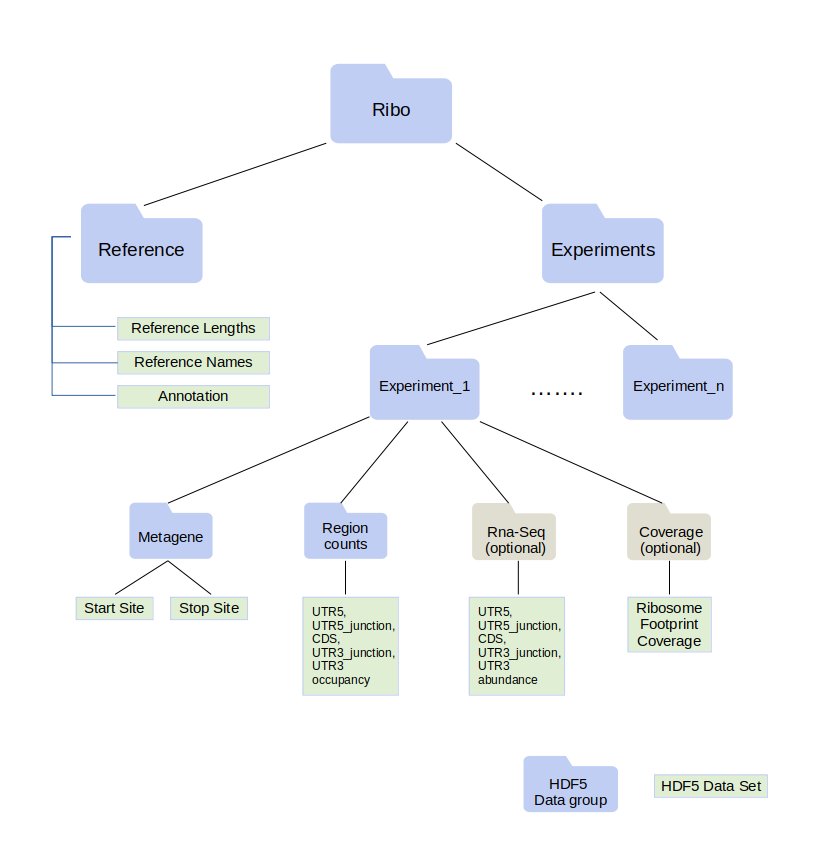 Ribo
Reference
Experiments
Reference Lengths
Reference Names
Annotation
Experiment_1
.......
Experiment_n
Metagene
Region
counts
Rna-Seq
(optional)
Coverage
(optional)
Start Site
Stop Site
UTR5,
UTR5_junction,
CDS,
UTR3_junction,
UTR3
occupancy
UTR5,
UTR5_junction,
CDS,
UTR3_junction,
UTR3
abundance
Ribosome
Footprint
Coverage
HDF5
Data group
HDF5 Data Set